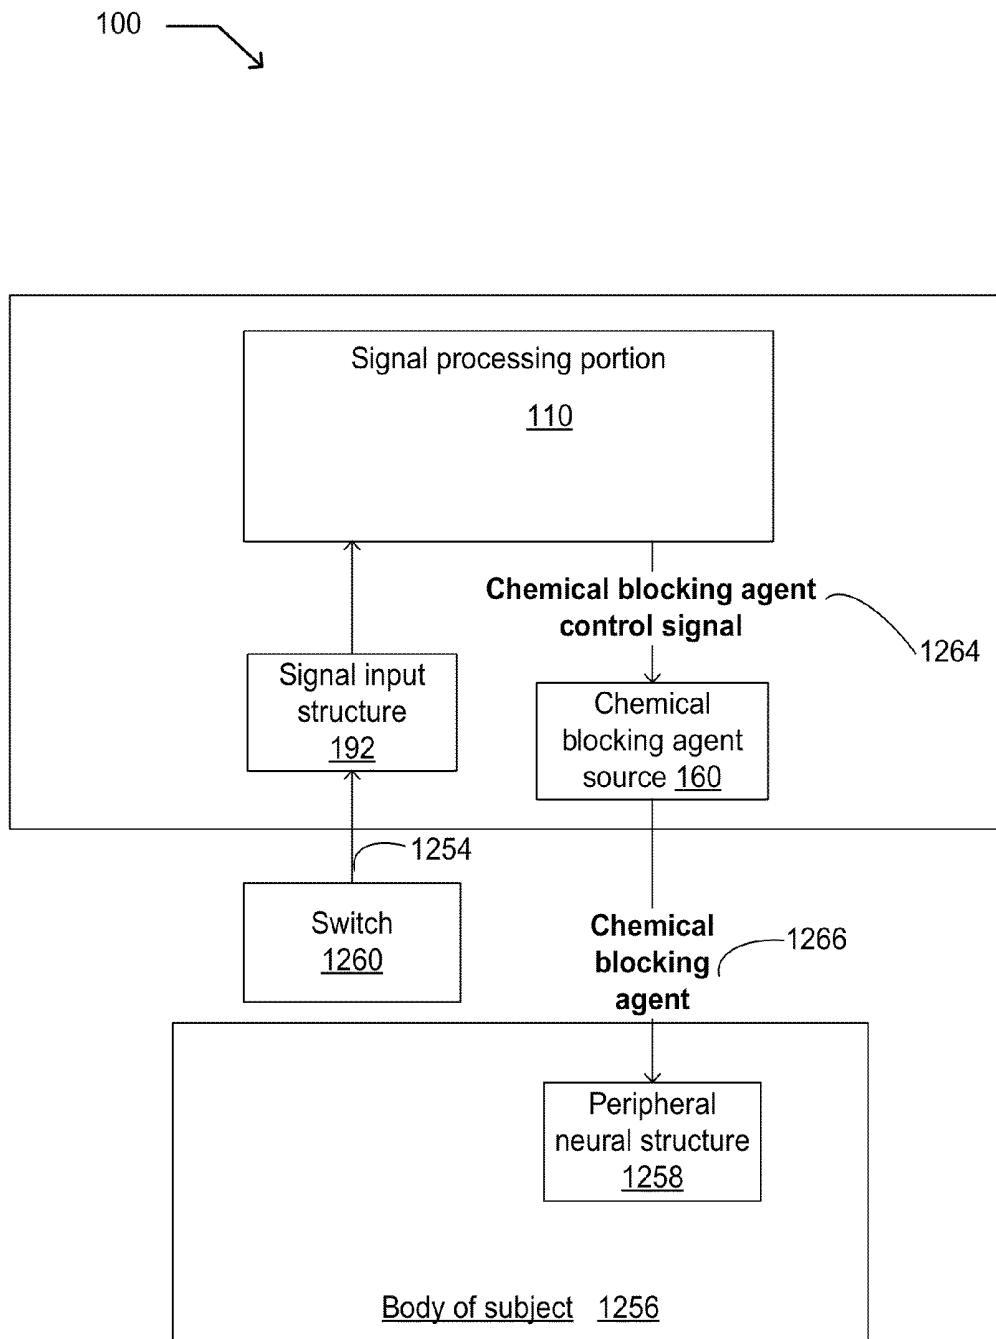 100
Signal processing portion
110
Chemical blocking agent
control signal
1264
Signal input
structure
192
Chemical
blocking agent
source 160
1254
Switch
1260
Chemical
blocking
agent
1266
Peripheral
neural structure
1258
Body of subject 1256